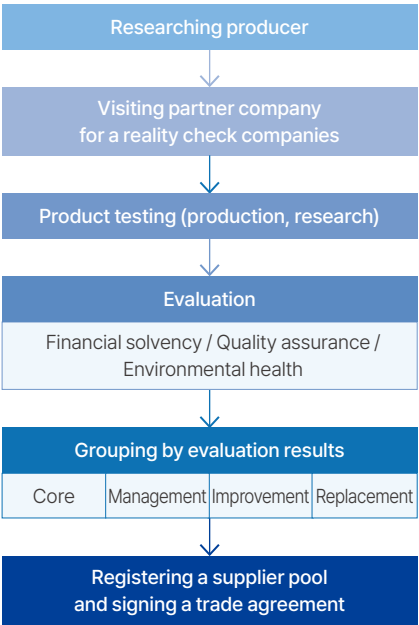 Researching producer
Visiting partner company
for a reality check companies
Product testing (production, research)
Evaluation
Financial solvency / Quality assurance /
Environmental health
Grouping by evaluation results
Core Management Improvement Replacement
Registering a supplier pool
and signing a trade agreement